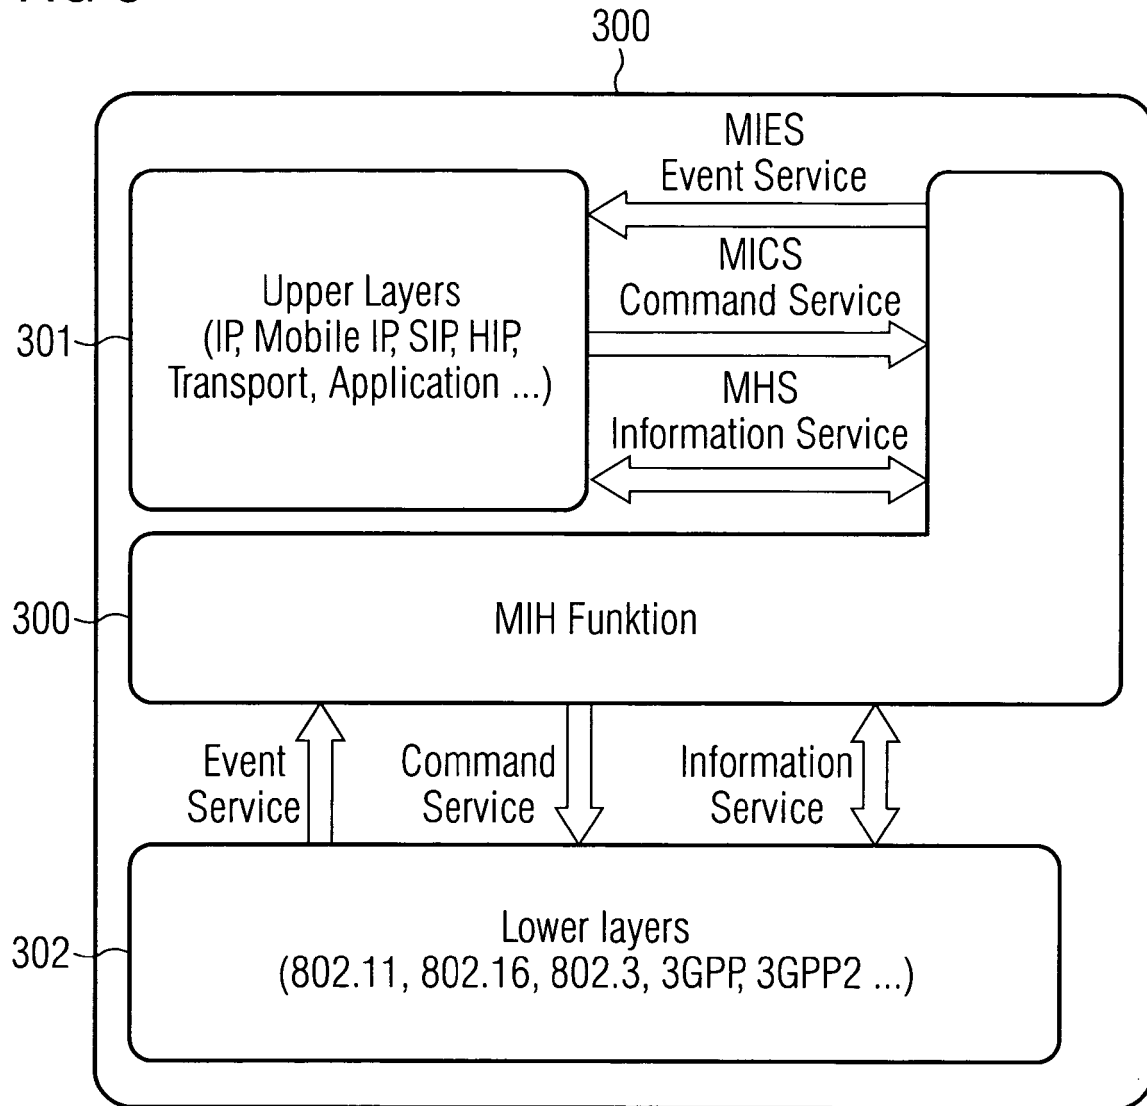 300
MIES
Event Service
MICS
Command Service
MHS
Information Service
Upper Layers
(IP, Mobile IP, SIP, HIP,
Transport, Application ...)
301
300
MIH Funktion
Event
Service
Command
Service
Information
Service
302
Lower layers
(802.11, 802.16, 802.3, 3GPP, 3GPP2 ...)